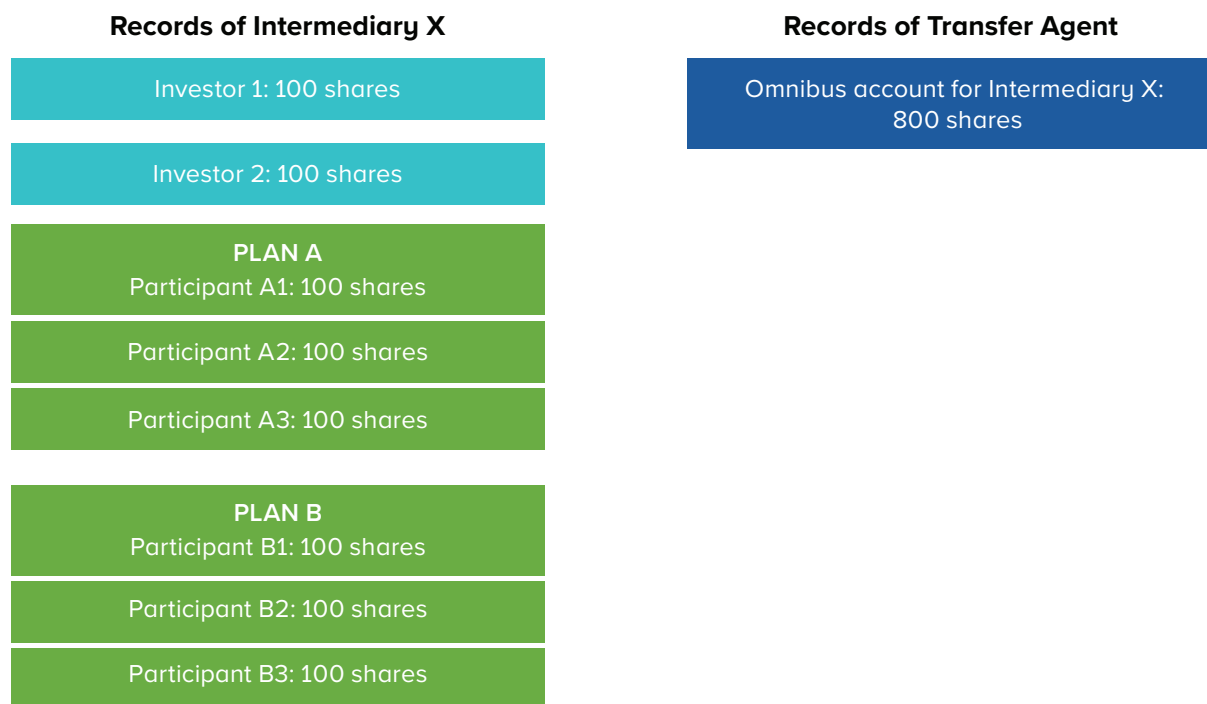 Records of Intermediary X
Investor 1: 100 shares
Investor 2: 100 shares
PLAN A
Participant A1: 100 shares
Participant A2: 100 shares
Participant A3: 100 shares
PLAN B
Participant B1: 100 shares
Participant B2: 100 shares
Participant B3: 100 shares
Records of Transfer Agent
Omnibus account for Intermediary X:
800 shares